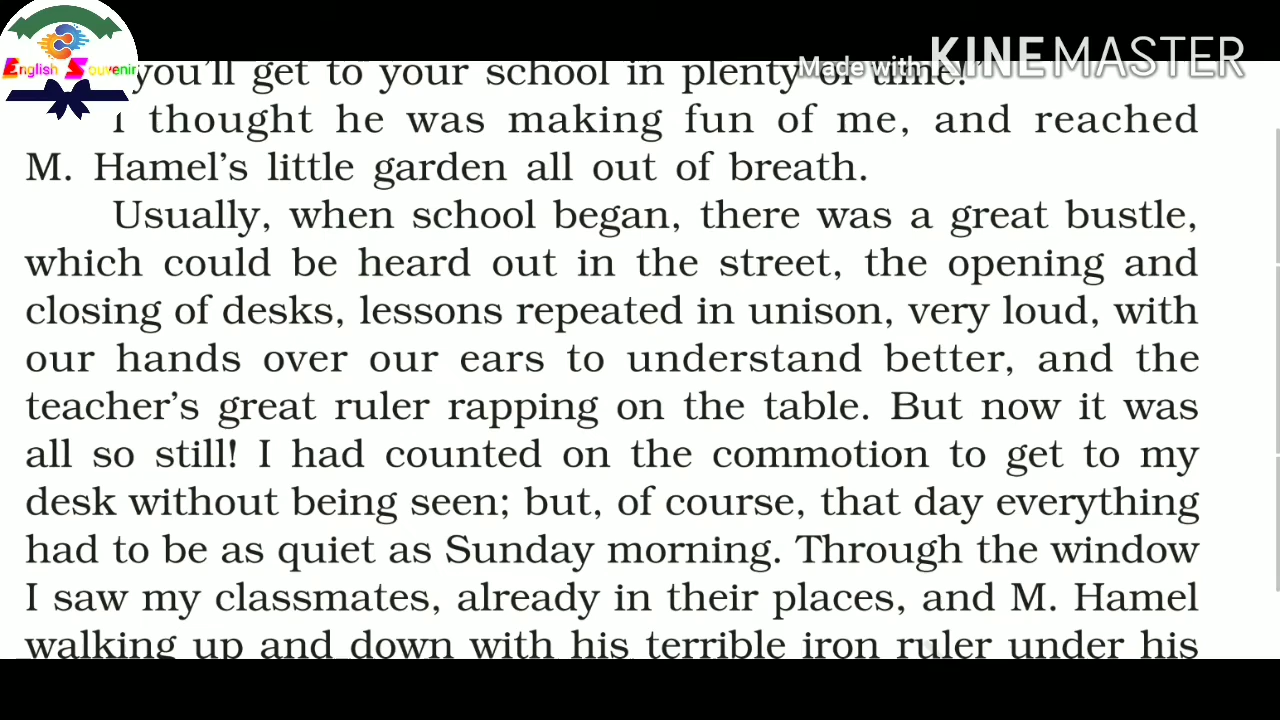 English Souvenir
Made with KINEMASTER
you'll get to your school in plenty of time!
I thought he was making fun of me, and reached
M. Hamel's little garden all out of breath.
Usually, when school began, there was a great bustle,
which could be heard out in the street, the opening and
closing of desks, lessons repeated in unison, very loud, with
our hands over our ears to understand better, and the
teacher's great ruler rapping on the table. But now it was
all so still! I had counted on the commotion to get to my
desk without being seen; but, of course, that day everything
had to be as quiet as Sunday morning. Through the window
I saw my classmates, already in their places, and M. Hamel
walking up and down with his terrible iron ruler under his